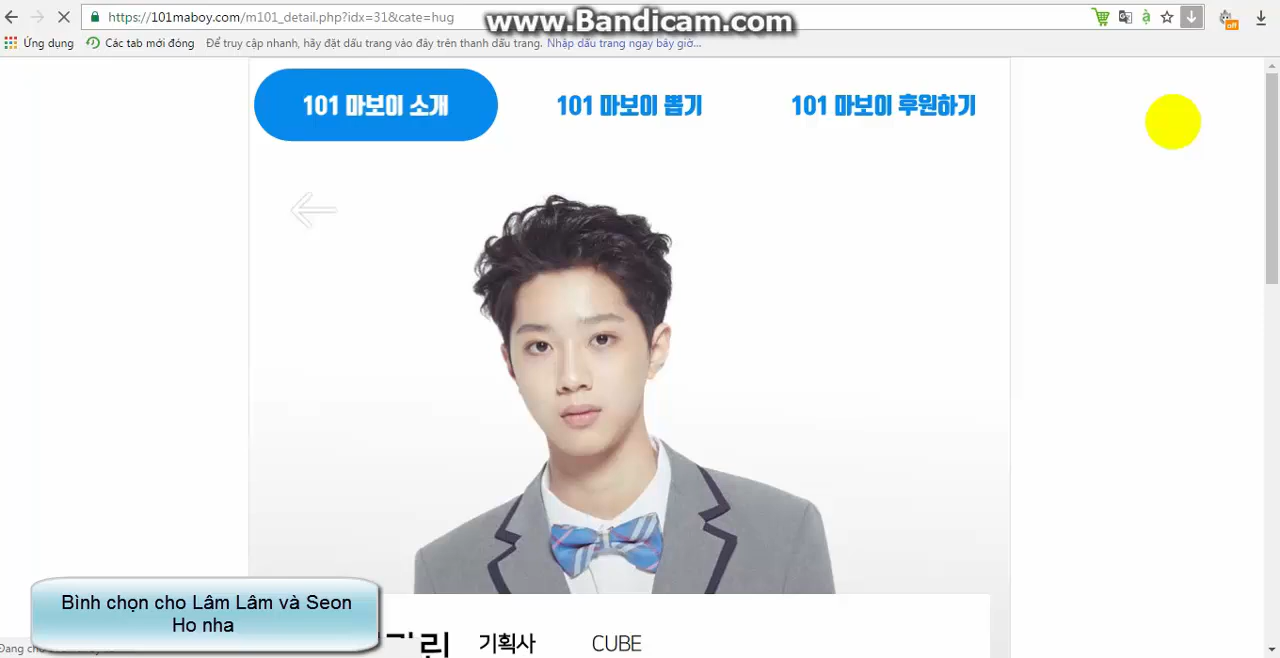 https://101maboy.com/m101_detail.php?idx=31&cate=hug
www.Bandicam.com
Ứng dụng Các tab mới đóng Để truy cập nhanh, hãy đặt dấu trang vào đây trên thanh dấu trang. Nhập dấu trang ngay bây giờ...
101 마보이 소개 101 마보이 뽑기 101 마보이 후원하기
Bình chọn cho Lâm Lâm và Seon
Ho nha
린 기획사 CUBE